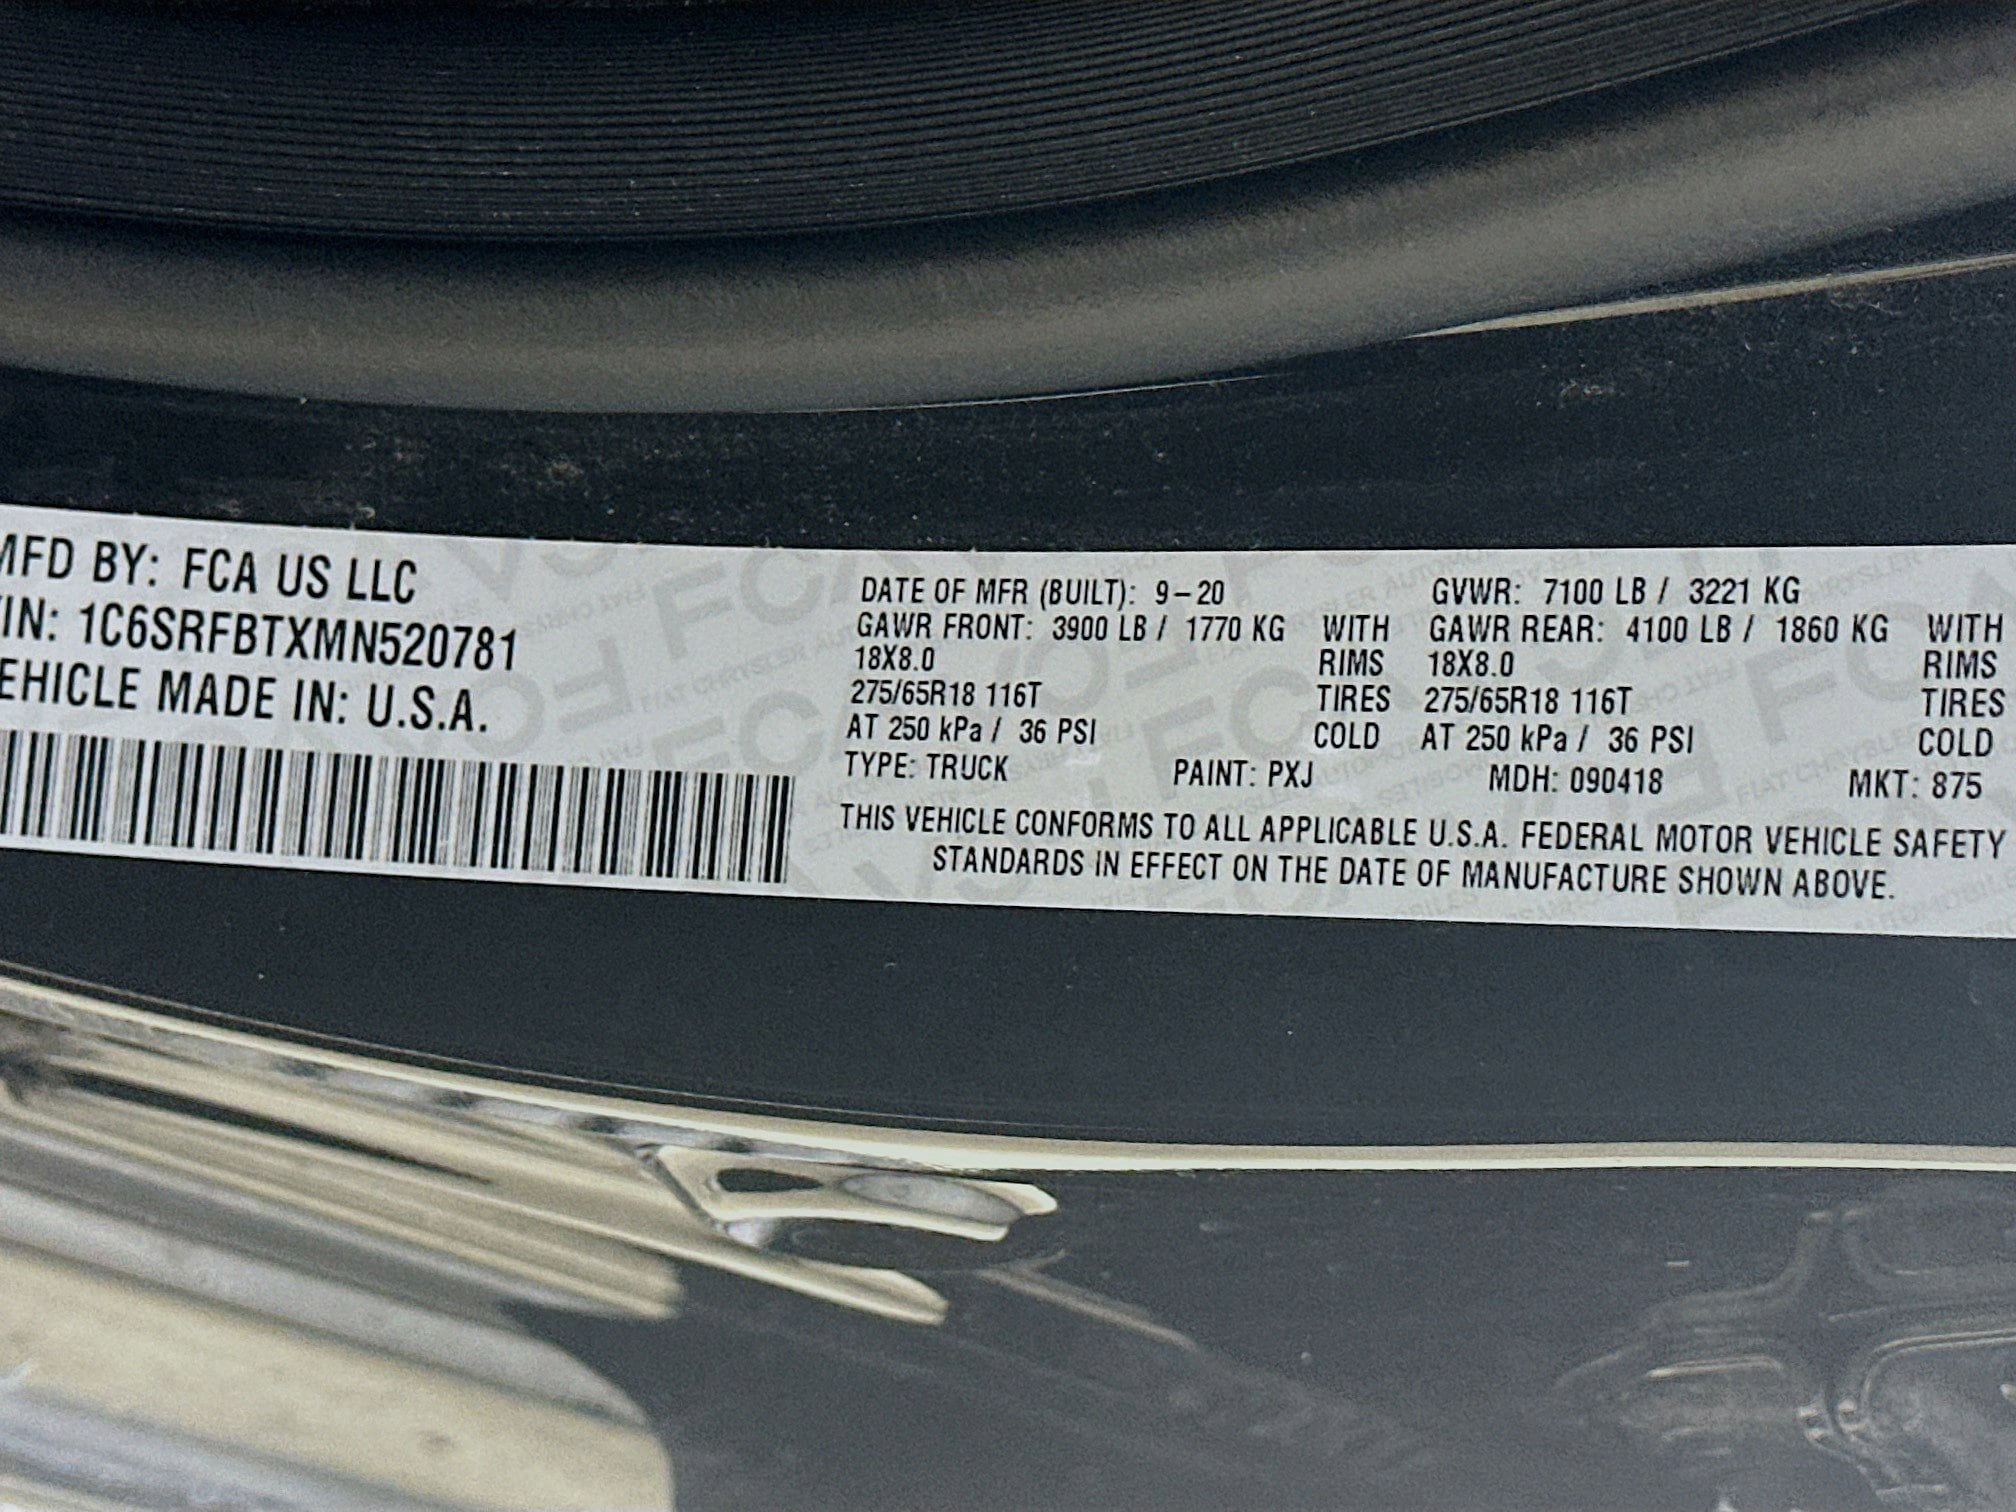 MFD BY: FCA US LLC
VIN: 1C6SRFBTXMN520781
VEHICLE MADE IN: U.S.A.
DATE OF MFR (BUILT): 9-20 GVWR: 7100 LB / 3221 KG
GAWR FRONT: 3900 LB / 1770 KG WITH GAWR REAR: 4100 LB / 1860 KG WITH
18X8.0 RIMS 18X8.0 RIMS
275/65R18 116T TIRES 275/65R18 116T TIRES
AT 250 kPa / 36 PSI COLD AT 250 kPa / 36 PSI COLD
TYPE: TRUCK PAINT: PXJ MDH: 090418 MKT: 875
THIS VEHICLE CONFORMS TO ALL APPLICABLE U.S.A. FEDERAL MOTOR VEHICLE SAFETY
STANDARDS IN EFFECT ON THE DATE OF MANUFACTURE SHOWN ABOVE.